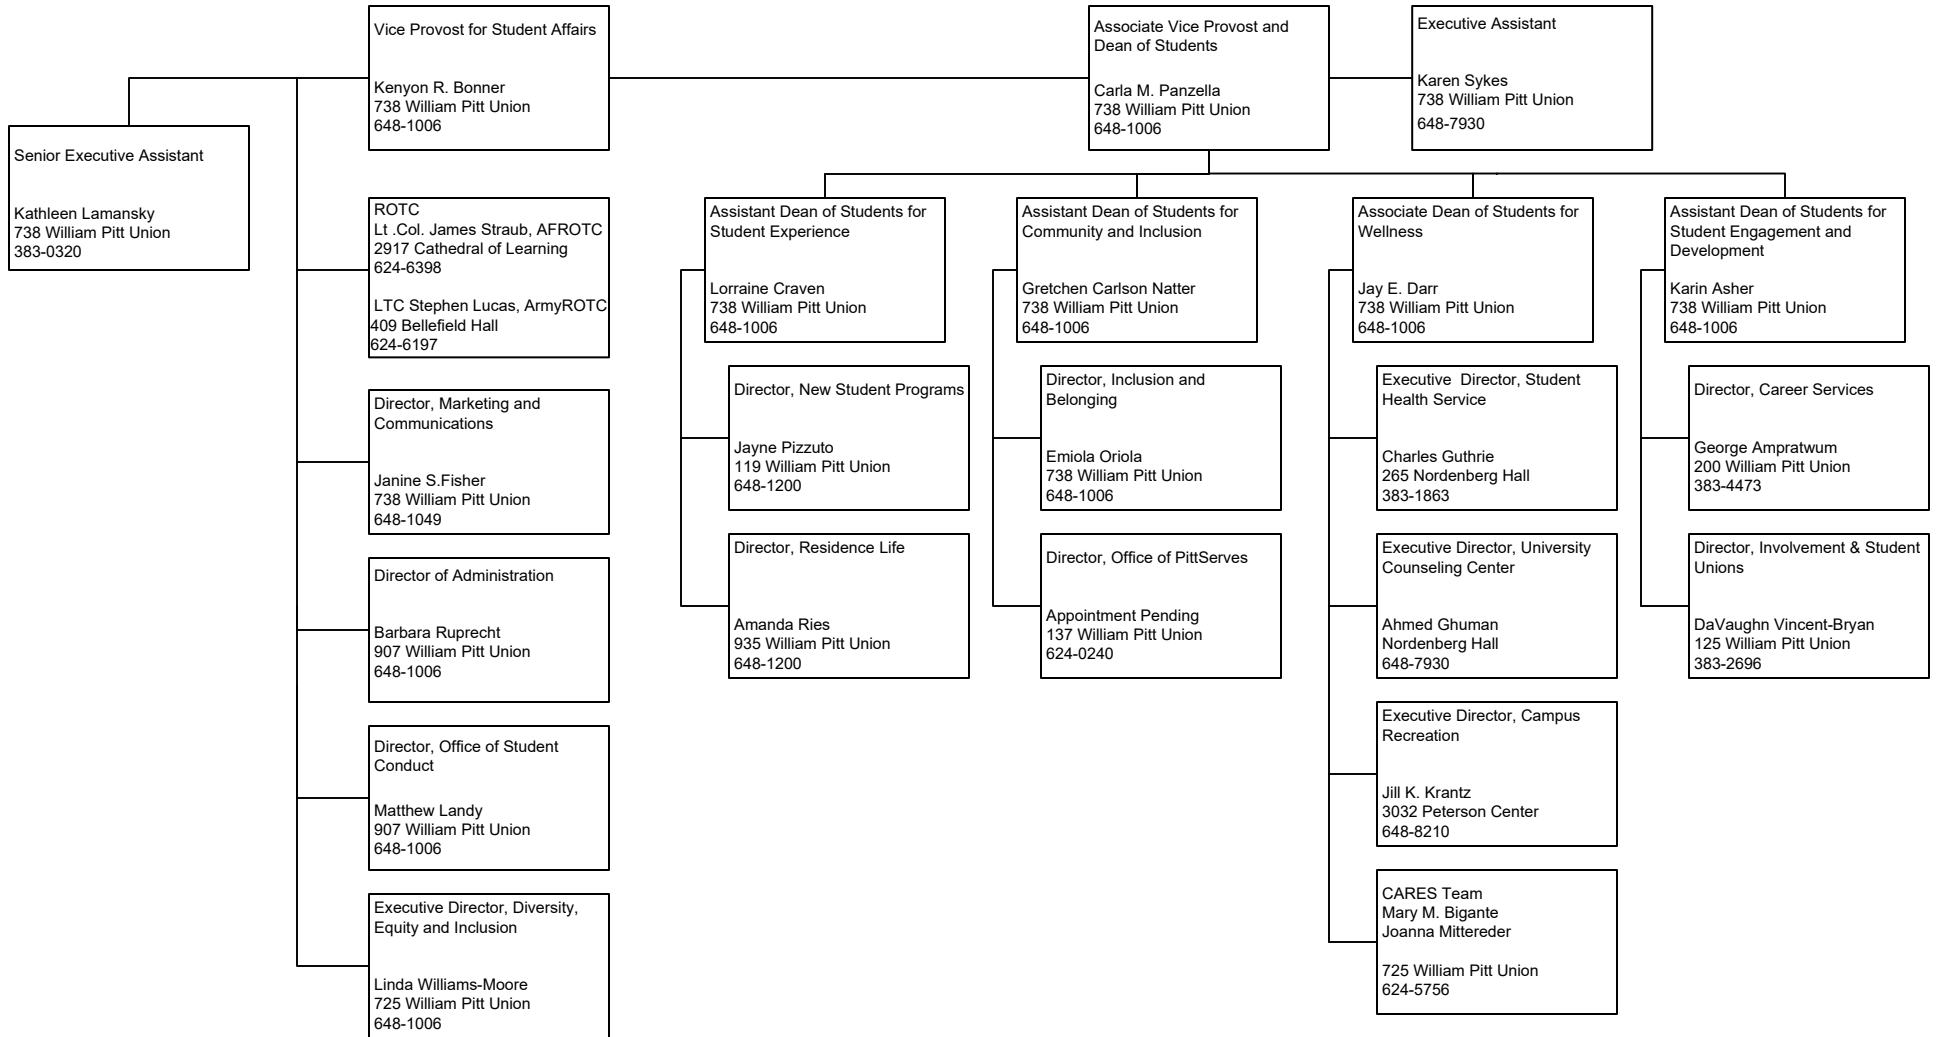 Vice Provost for Student Affairs
Kenyon R. Bonner
738 William Pitt Union
648-1006
Associate Vice Provost and
Dean of Students
Carla M. Panzella
738 William Pitt Union
648-1006
Executive Assistant
Karen Sykes
738 William Pitt Union
648-7930
Senior Executive Assistant
Kathleen Lamansky
738 William Pitt Union
383-0320
ROTC
Lt .Col. James Straub, AFROTC
2917 Cathedral of Learning
624-6398
LTC Stephen Lucas, ArmyROTC
409 Bellefield Hall
624-6197
Director, Marketing and
Communications
Janine S.Fisher
738 William Pitt Union
648-1049
Director of Administration
Barbara Ruprecht
907 William Pitt Union
648-1006
Director, Office of Student
Conduct
Matthew Landy
907 William Pitt Union
648-1006
Executive Director, Diversity,
Equity and Inclusion
Linda Williams-Moore
725 William Pitt Union
648-1006
Assistant Dean of Students for
Student Experience
Lorraine Craven
738 William Pitt Union
648-1006
Director, New Student Programs
Jayne Pizzuto
119 William Pitt Union
648-1200
Director, Residence Life
Amanda Ries
935 William Pitt Union
648-1200
Assistant Dean of Students for
Community and Inclusion
Gretchen Carlson Natter
738 William Pitt Union
648-1006
Director, Inclusion and
Belonging
Emiola Oriola
738 William Pitt Union
648-1006
Director, Office of PittServes
Appointment Pending
137 William Pitt Union
624-0240
Associate Dean of Students for
Wellness
Jay E. Darr
738 William Pitt Union
648-1006
Executive  Director, Student
Health Service
Charles Guthrie
265 Nordenberg Hall
383-1863
Executive Director, University
Counseling Center
Ahmed Ghuman
Nordenberg Hall
648-7930
Executive Director, Campus
Recreation
Jill K. Krantz
3032 Peterson Center
648-8210
CARES Team
Mary M. Bigante
Joanna Mittereder
725 William Pitt Union
624-5756
Assistant Dean of Students for
Student Engagement and
Development
Karin Asher
738 William Pitt Union
648-1006
Director, Career Services
George Ampratwum
200 William Pitt Union
383-4473
Director, Involvement & Student
Unions
DaVaughn Vincent-Bryan
125 William Pitt Union
383-2696